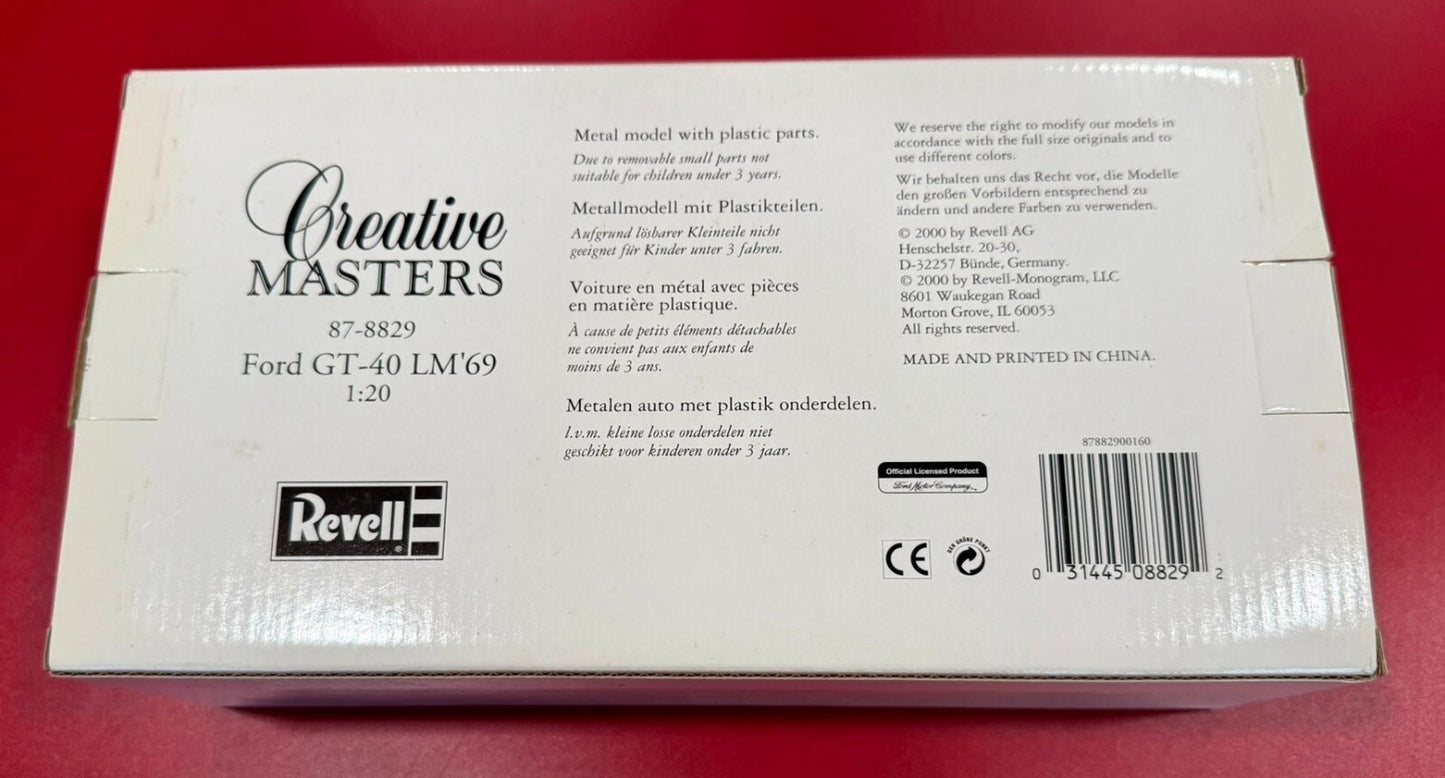 Creative
MASTERS
87-8829
Ford GT-40 LM'69
1:20
Revell
®
Metal model with plastic parts.
Due to removable small parts not
suitable for children under 3 years.
Metallmodell mit Plastikteilen.
Aufgrund lösbarer Kleinteile nicht
geeignet für Kinder unter 3 fahren.
Voiture en métal avec pièces
en matière plastique.
À cause de petits éléments détachables
ne convient pas aux enfants de
moins de 3 ans.
Metalen auto met plastik onderdelen.
I.v.m. kleine losse onderdelen niet
geschikt voor kinderen onder 3 jaar.
We reserve the right to modify our models in
accordance with the full size originals and to
use different colors.
Wir behalten uns das Recht vor, die Modelle
den großen Vorbildern entsprechend zu
ändern und andere Farben zu verwenden.
© 2000 by Revell AG
Henschelstr. 20-30,
D-32257 Bünde, Germany.
© 2000 by Revell-Monogram, LLC
8601 Waukegan Road
Morton Grove, IL 60053
All rights reserved.
MADE AND PRINTED IN CHINA.
Official Licensed Product
Ford Motor Company
CE
DER GRÜNE PUNKT
87882900160
0 31445 08829 2